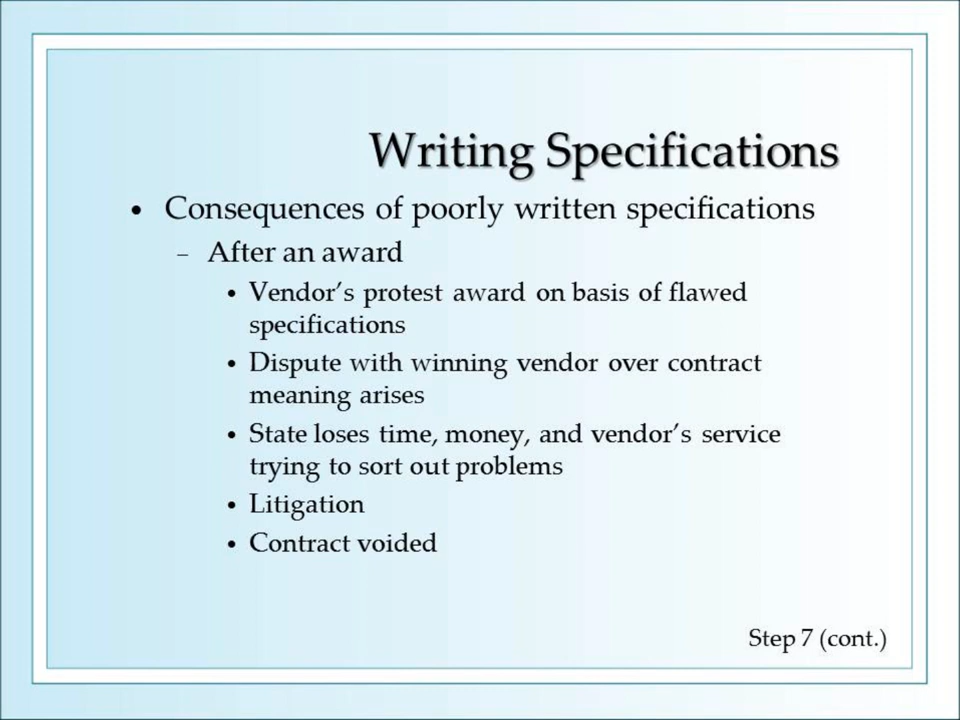 Writing Specifications
• Consequences of poorly written specifications
– After an award
• Vendor’s protest award on basis of flawed
specifications
• Dispute with winning vendor over contract
meaning arises
• State loses time, money, and vendor’s service
trying to sort out problems
• Litigation
• Contract voided
Step 7 (cont.)